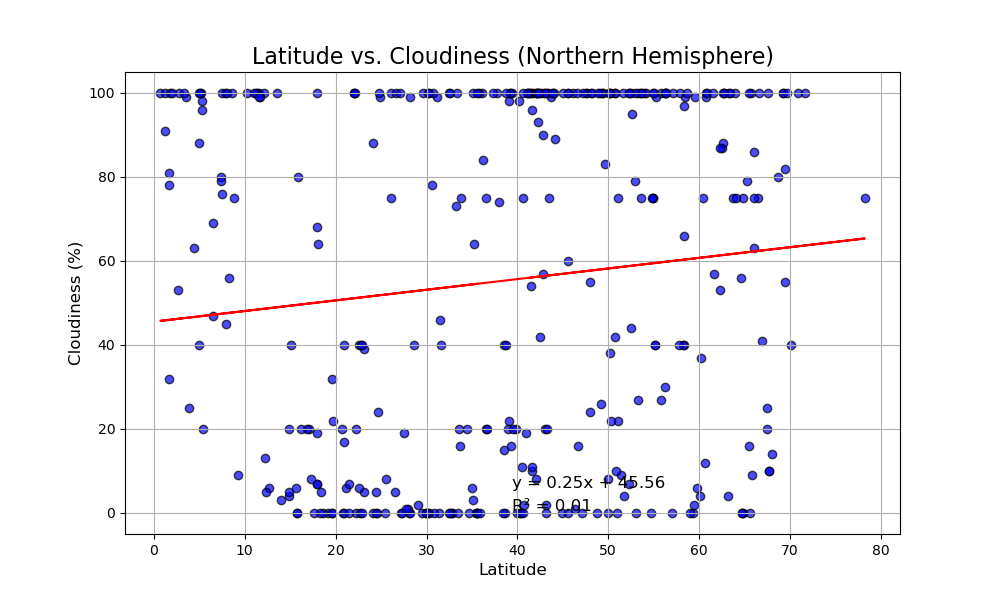 Latitude vs. Cloudiness (Northern Hemisphere)
Cloudiness (%)
100
80
60
40
20
0
y = 0.25x + 45.56
R² = 0.01
0 10 20 30 40 50 60 70 80
Latitude